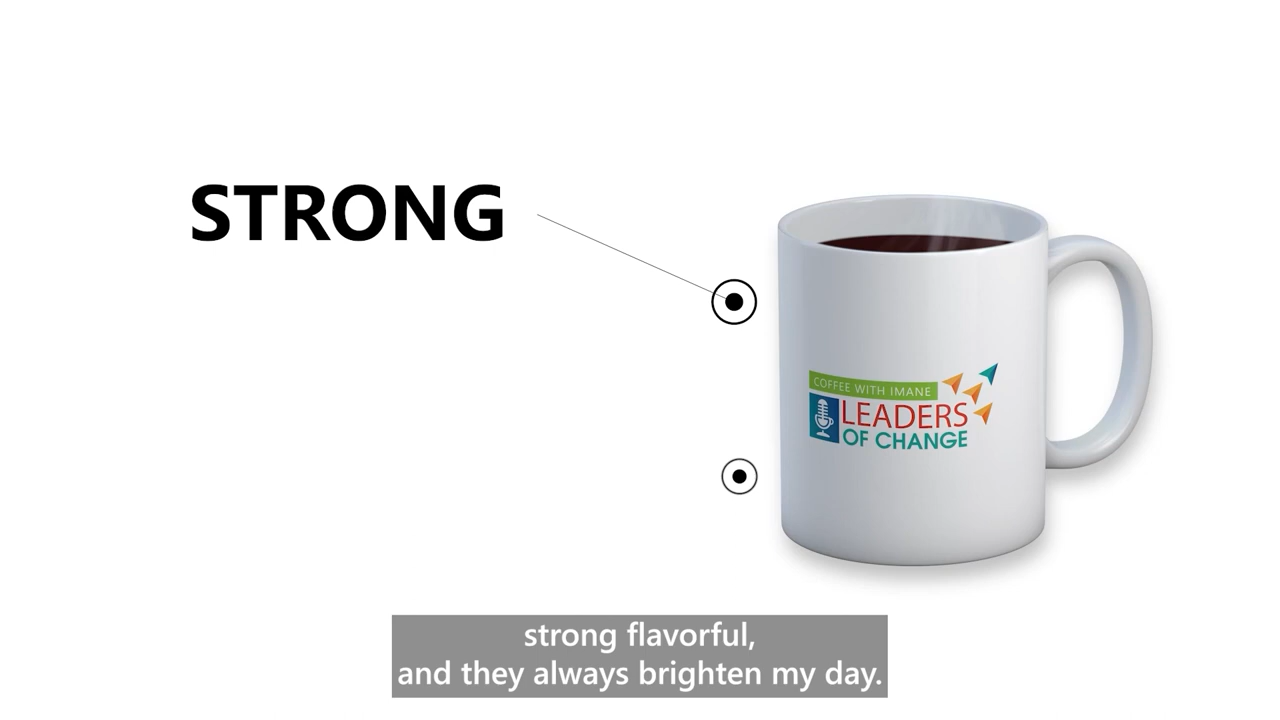 STRONG
COFFEE WITH IMANE
LEADERS
OF CHANGE
strong flavorful,
and they always brighten my day.